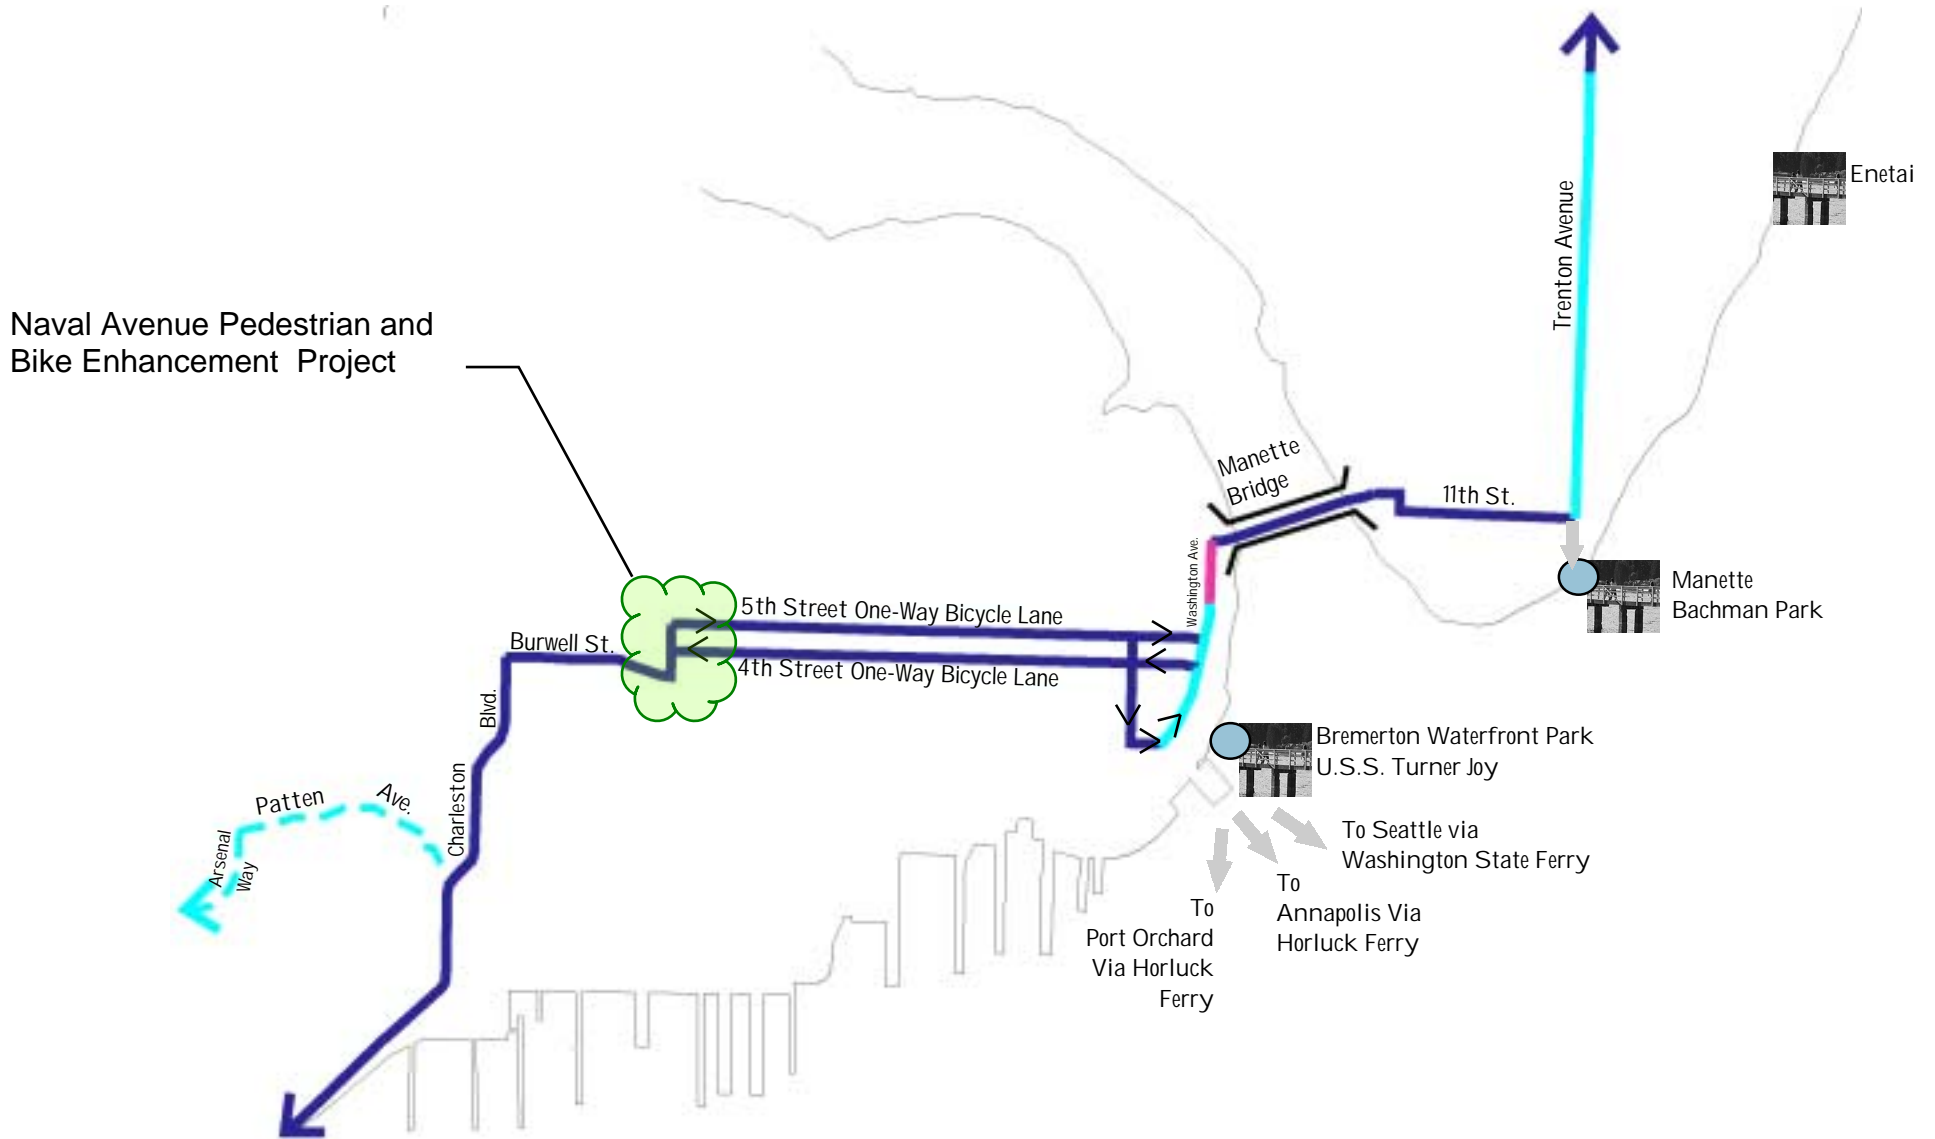 Enetai
Trenton Avenue
Naval Avenue Pedestrian and
Bike Enhancement  Project
Manette
Bridge
11th St.
Washington Ave.
Manette
Bachman Park
5th Street One-Way Bicycle Lane
Burwell St.
4th Street One-Way Bicycle Lane
Blvd.
Charleston
Bremerton Waterfront Park
U.S.S. Turner Joy
Patten Ave.
Arsenal
Way
To Seattle via
Washington State Ferry
To
Annapolis Via
Horluck Ferry
To
Port Orchard
Via Horluck
Ferry